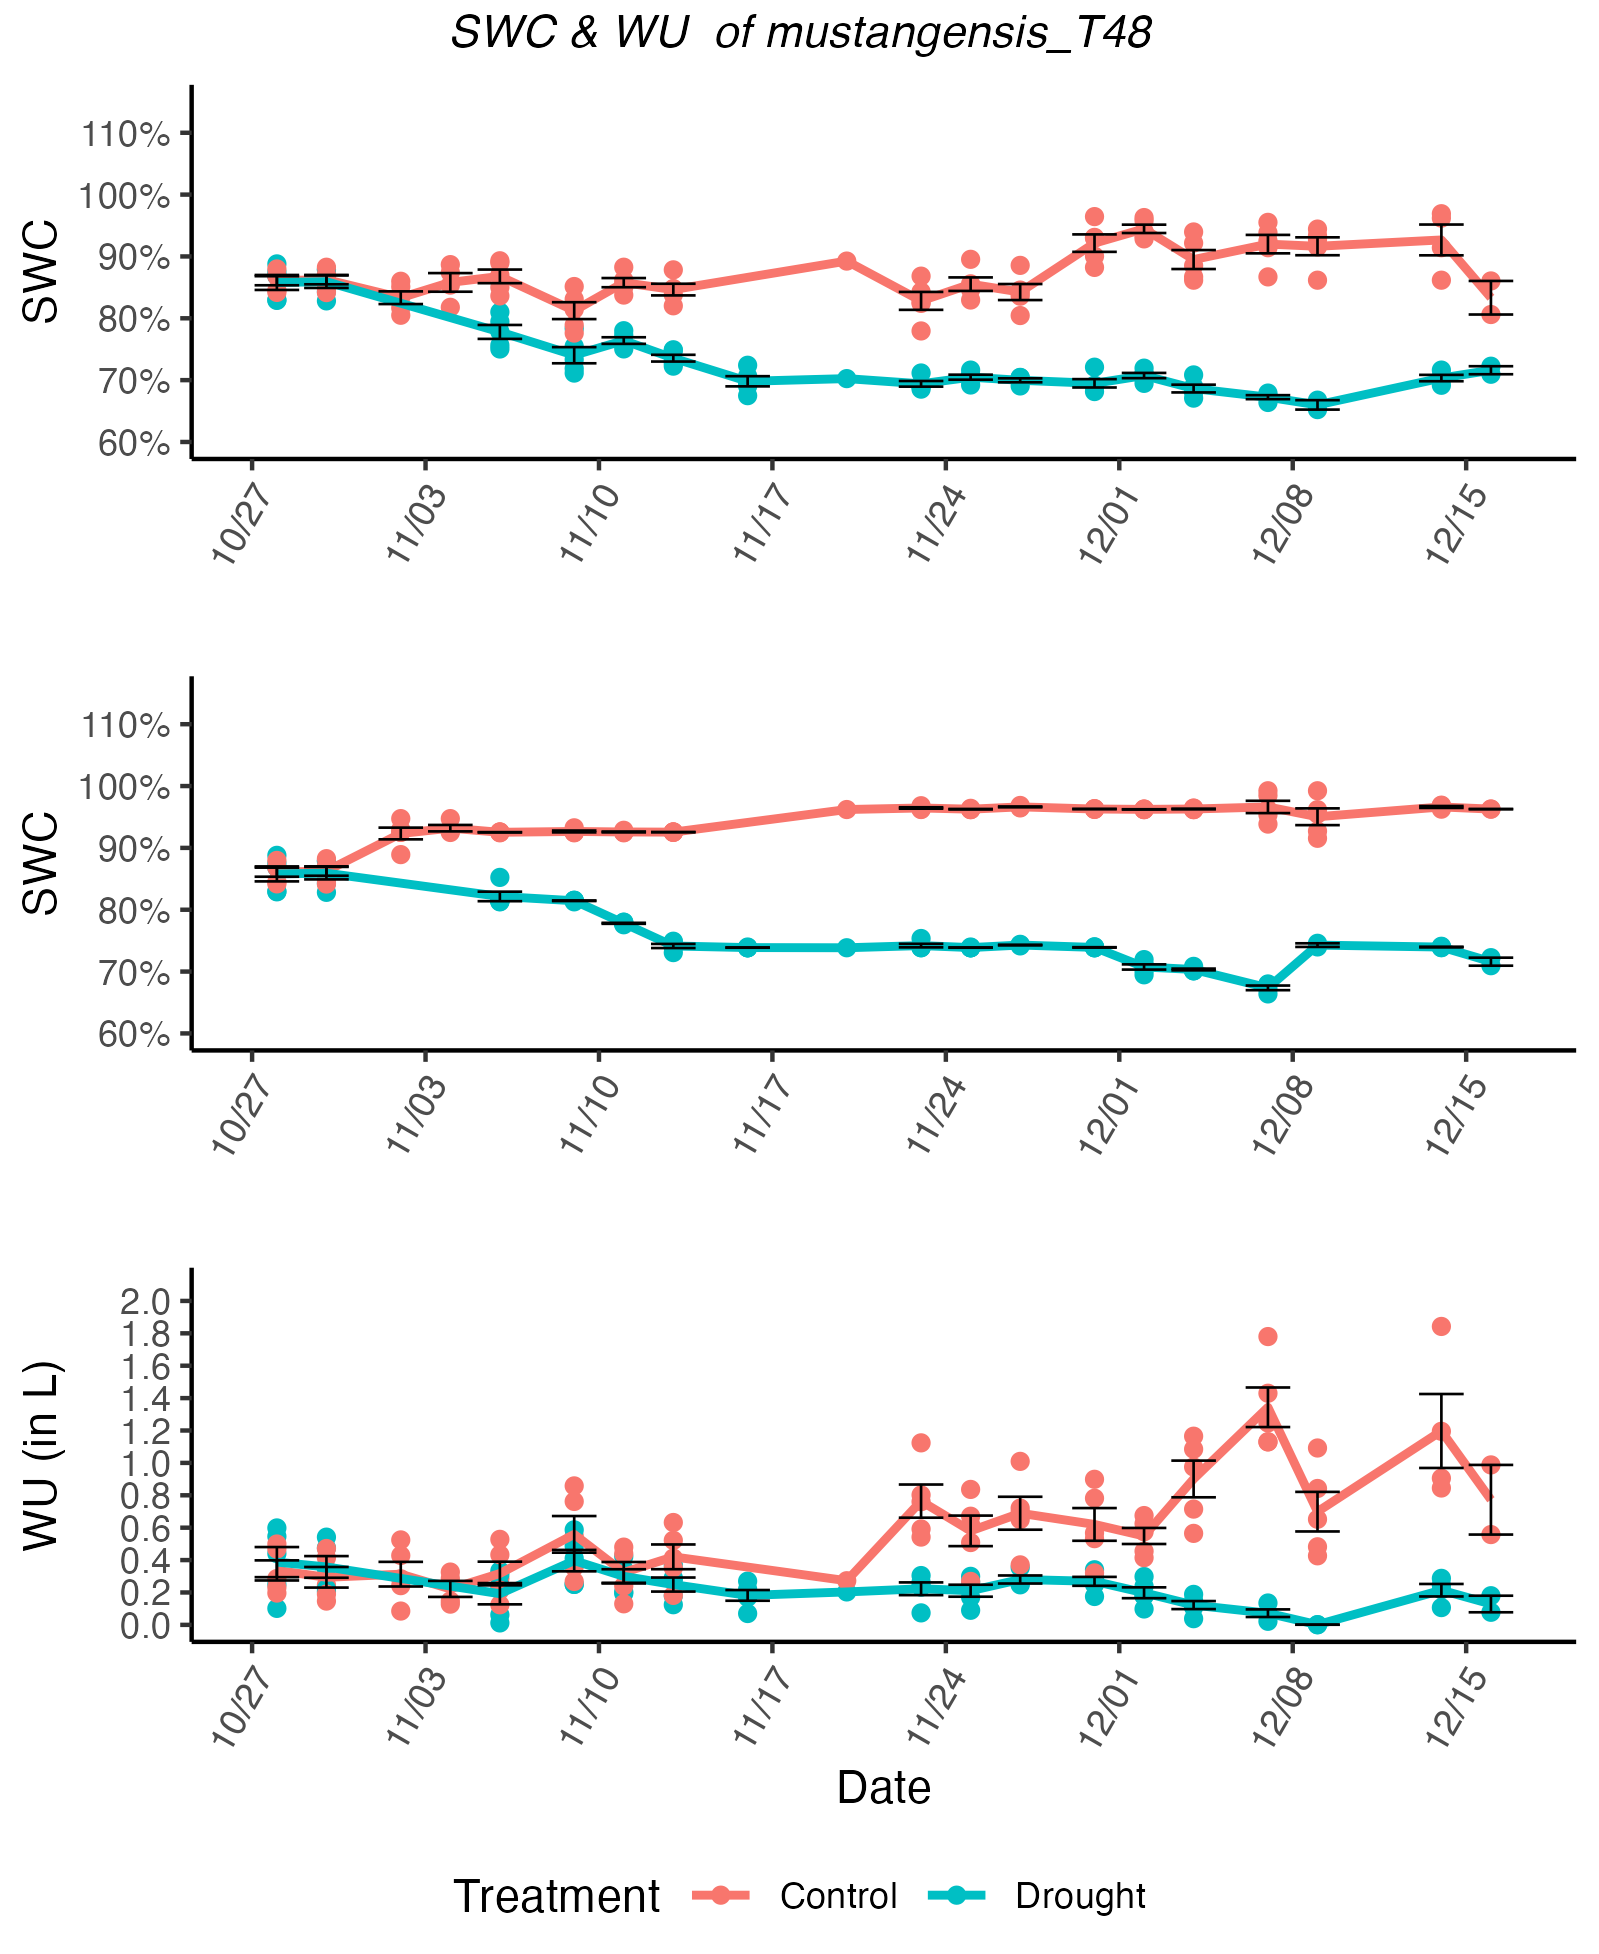 SWC & WU  of mustangensis_T48
SWC
110%
100%
90%
80%
70%
60%
10/27 11/03 11/10 11/17 11/24 12/01 12/08 12/15
SWC
110%
100%
90%
80%
70%
60%
10/27 11/03 11/10 11/17 11/24 12/01 12/08 12/15
WU (in L)
2.0
1.8
1.6
1.4
1.2
1.0
0.8
0.6
0.4
0.2
0.0
10/27 11/03 11/10 11/17 11/24 12/01 12/08 12/15
Date
Treatment Control Drought